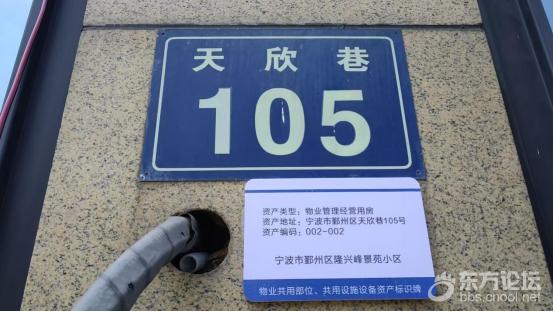 天欣巷
105
资产类型：物业管理经营用房
资产地址：宁波市鄞州区天欣巷105号
资产编码：002-002
宁波市鄞州区隆兴峰景苑小区
物业共用部位、共用设施设备资产标识牌
东方论坛
bbs.cnool.net